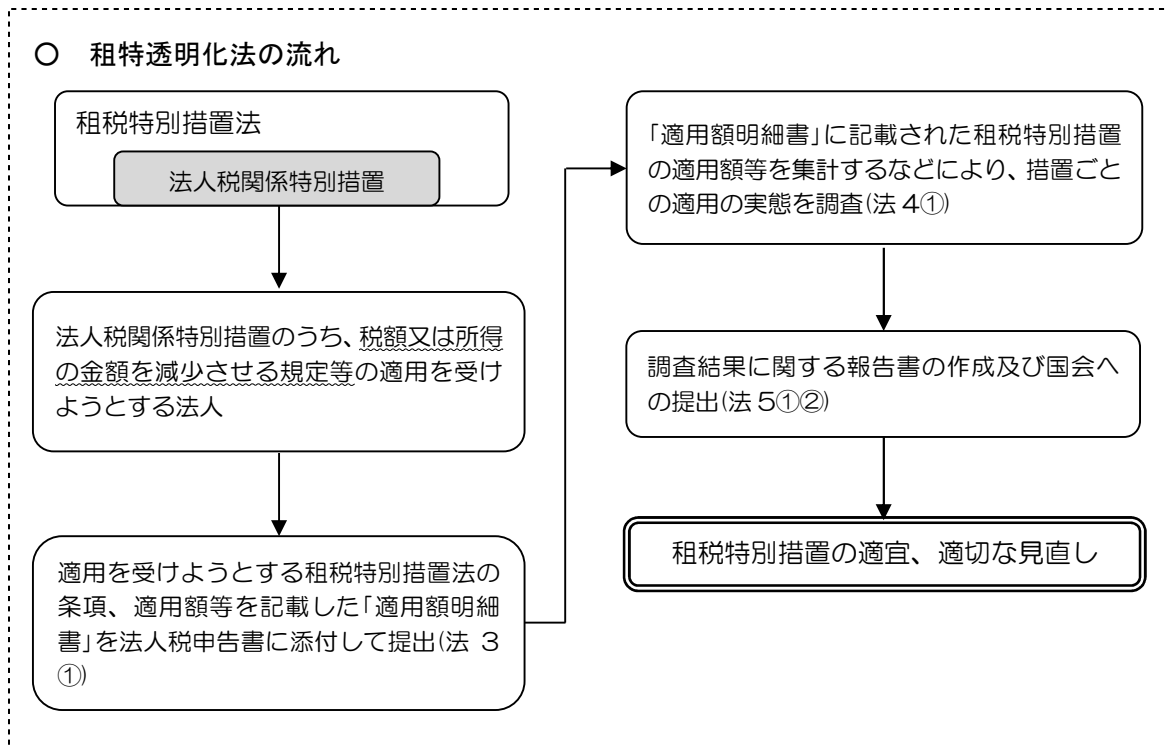 ○ 租特透明化法の流れ
租税特別措置法
法人税関係特別措置
法人税関係特別措置のうち、税額又は所得
の金額を減少させる規定等の適用を受け
ようとする法人
適用を受けようとする租税特別措置法の
条項、適用額等を記載した「適用額明細
書」を法人税申告書に添付して提出(法 3
①)
「適用額明細書」に記載された租税特別措置
の適用額等を集計するなどにより、措置ごと
の適用の実態を調査(法 4①)
調査結果に関する報告書の作成及び国会へ
の提出(法 5①②)
租税特別措置の適宜、適切な見直し